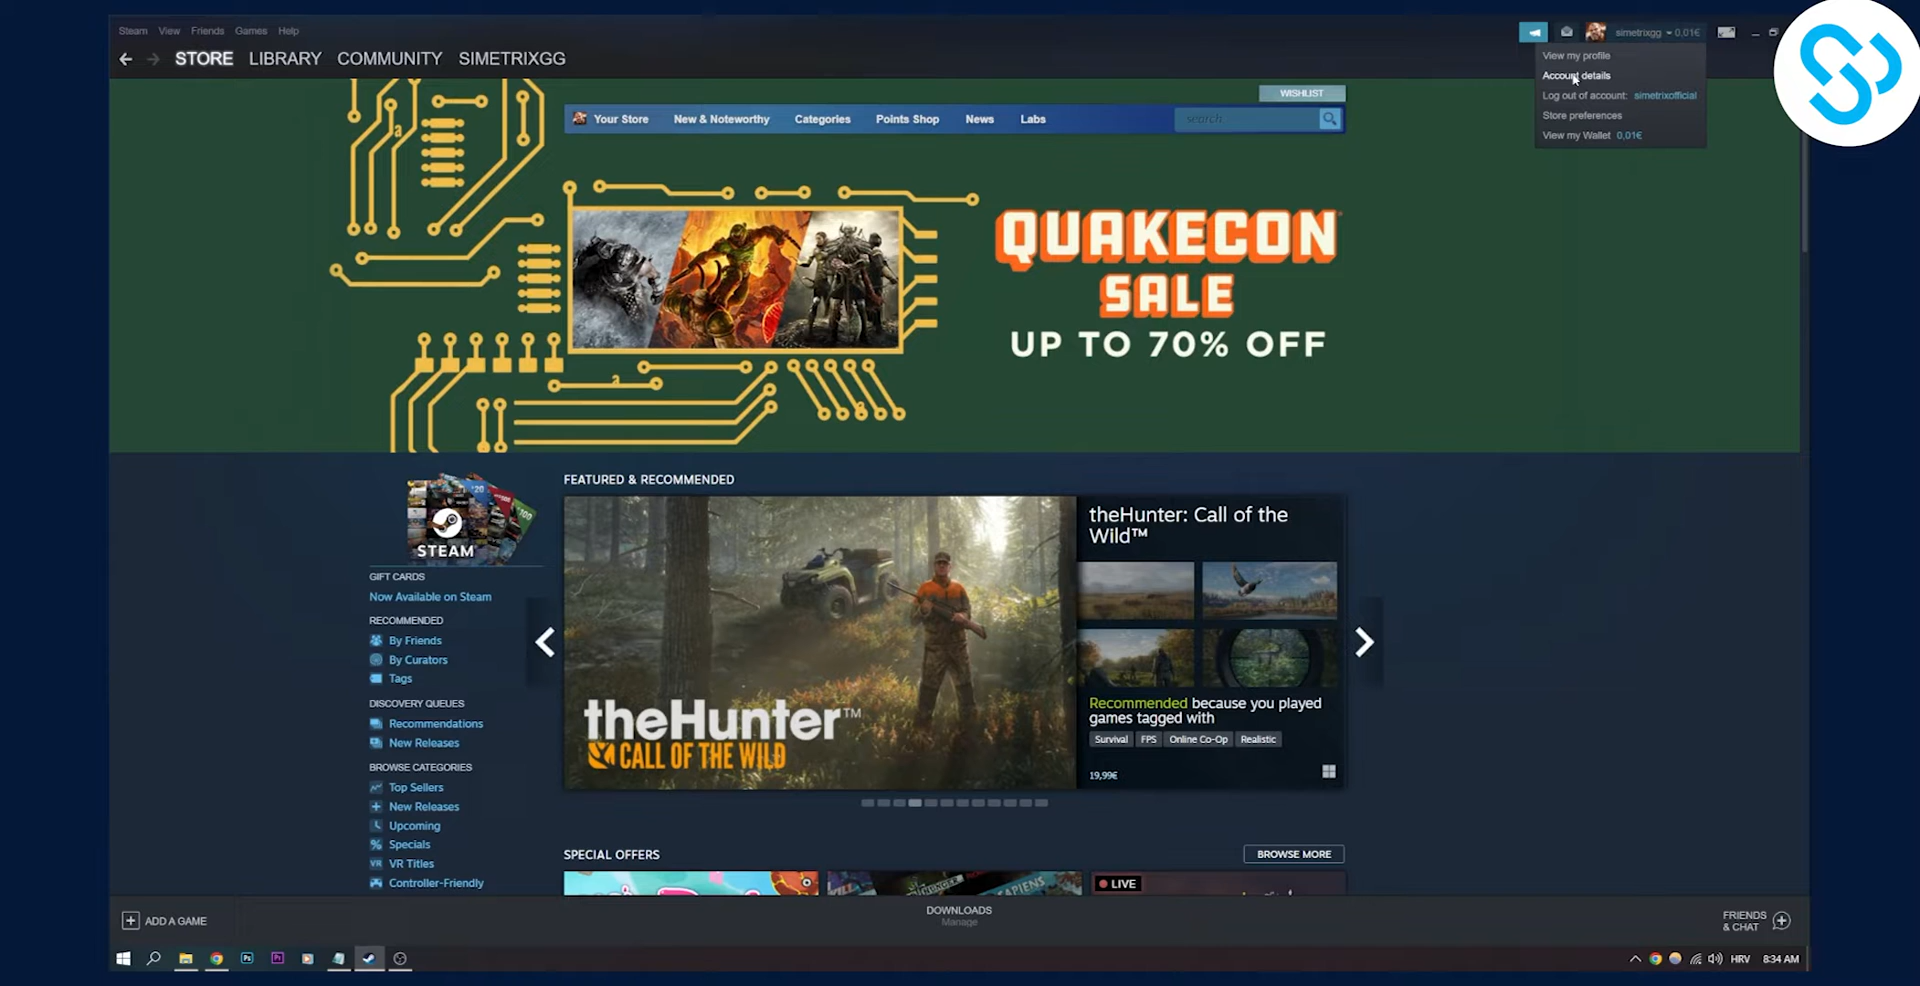 Steam View Friends Games Help
simetrixgg 0,01€
STORE LIBRARY COMMUNITY SIMETRIXGG
View my profile
Account details
Log out of account: simetrixofficial
Store preferences
View my Wallet 0,01€
WISHLIST
Your Store New & Noteworthy Categories Points Shop News Labs
search
QUAKECON
SALE
UP TO 70% OFF
STEAM
GIFT CARDS
Now Available on Steam
RECOMMENDED
By Friends
By Curators
Tags
DISCOVERY QUEUES
Recommendations
New Releases
BROWSE CATEGORIES
Top Sellers
New Releases
Upcoming
Specials
VR Titles
Controller-Friendly
FEATURED & RECOMMENDED
theHunter™
CALL OF THE WILD
theHunter: Call of the
Wild™
Recommended because you played
games tagged with
Survival FPS Online Co-Op Realistic
19,99€
SPECIAL OFFERS
BROWSE MORE
SAPIENS
LIVE
ADD A GAME
DOWNLOADS
Manage
FRIENDS
& CHAT
HRV 8:34 AM